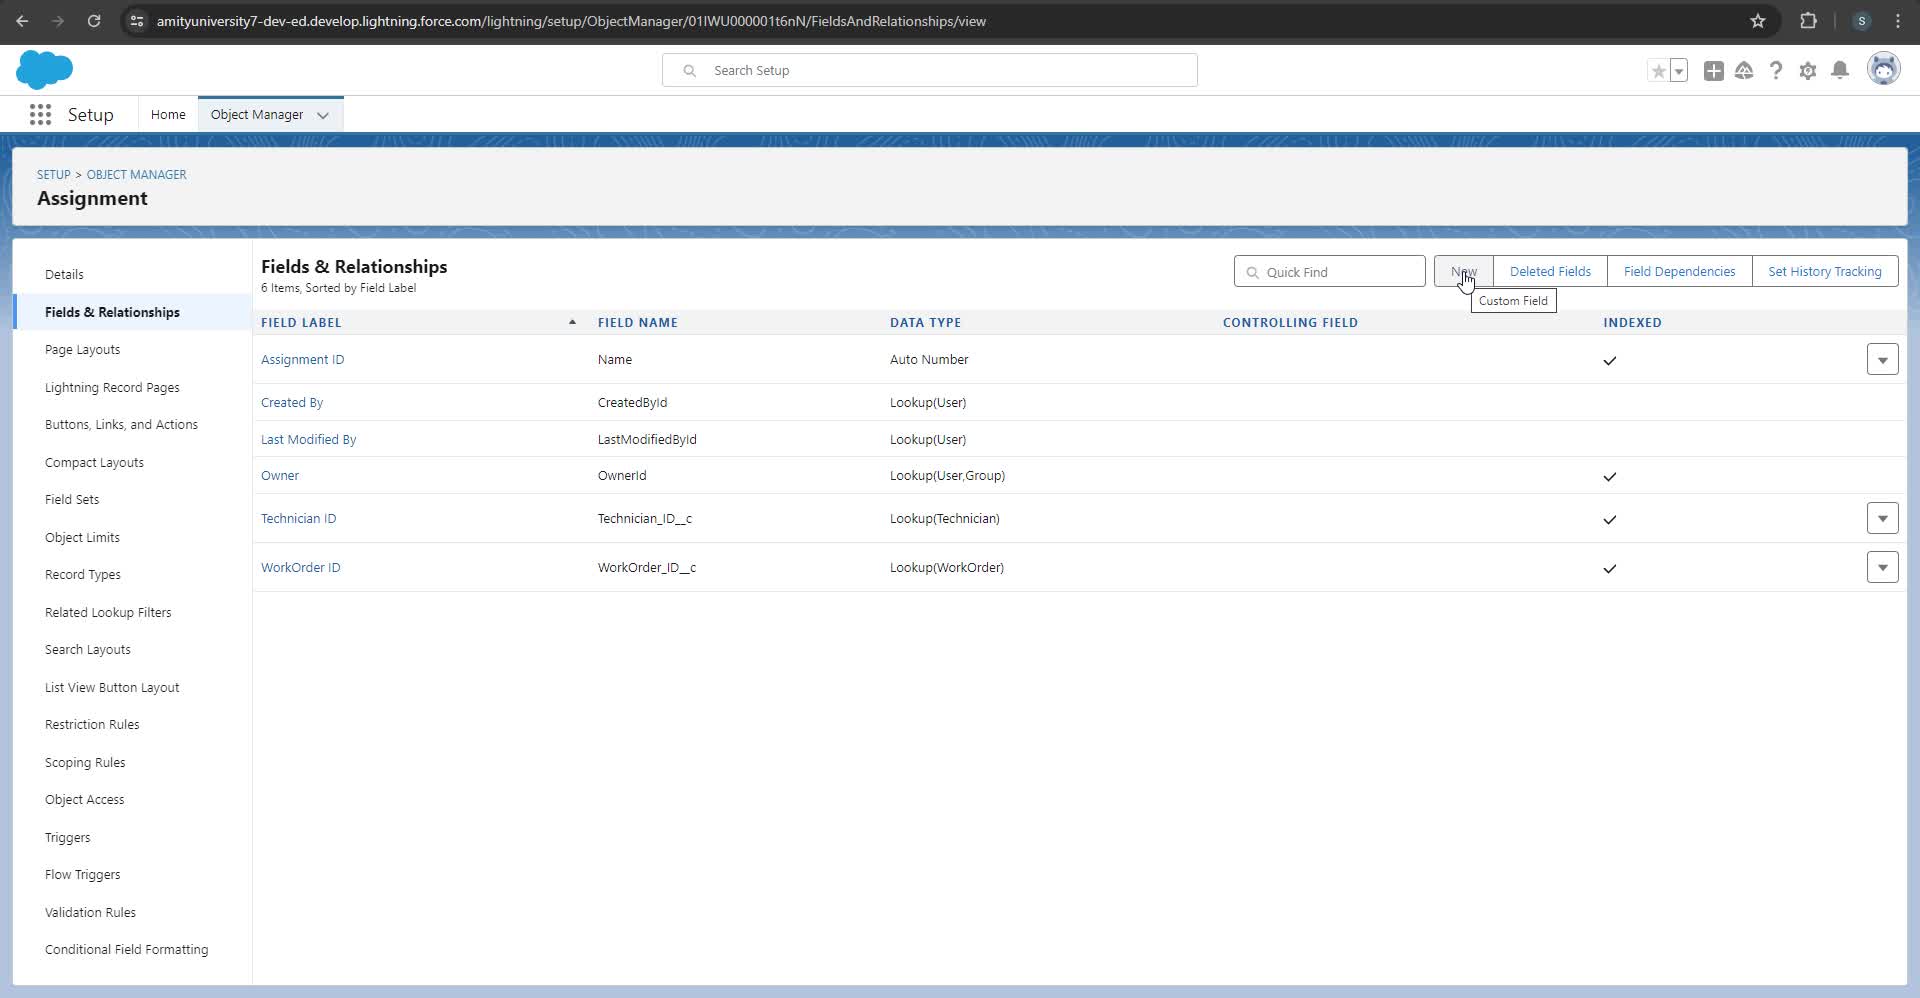 amityuniversity7-dev-ed.develop.lightning.force.com/lightning/setup/ObjectManager/01IWU000001t6nN/FieldsAndRelationships/view
S
Search Setup
Setup
Home
Object Manager
SETUP > OBJECT MANAGER
Assignment
Details
Fields & Relationships
Page Layouts
Lightning Record Pages
Buttons, Links, and Actions
Compact Layouts
Field Sets
Object Limits
Record Types
Related Lookup Filters
Search Layouts
List View Button Layout
Restriction Rules
Scoping Rules
Object Access
Triggers
Flow Triggers
Validation Rules
Conditional Field Formatting
Fields & Relationships
6 Items, Sorted by Field Label
Quick Find
New
Deleted Fields
Field Dependencies
Set History Tracking
Custom Field
FIELD LABEL FIELD NAME DATA TYPE CONTROLLING FIELD INDEXED
Assignment ID Name Auto Number
Created By CreatedById Lookup(User)
Last Modified By LastModifiedById Lookup(User)
Owner OwnerId Lookup(User,Group)
Technician ID Technician_ID__c Lookup(Technician)
WorkOrder ID WorkOrder_ID__c Lookup(WorkOrder)